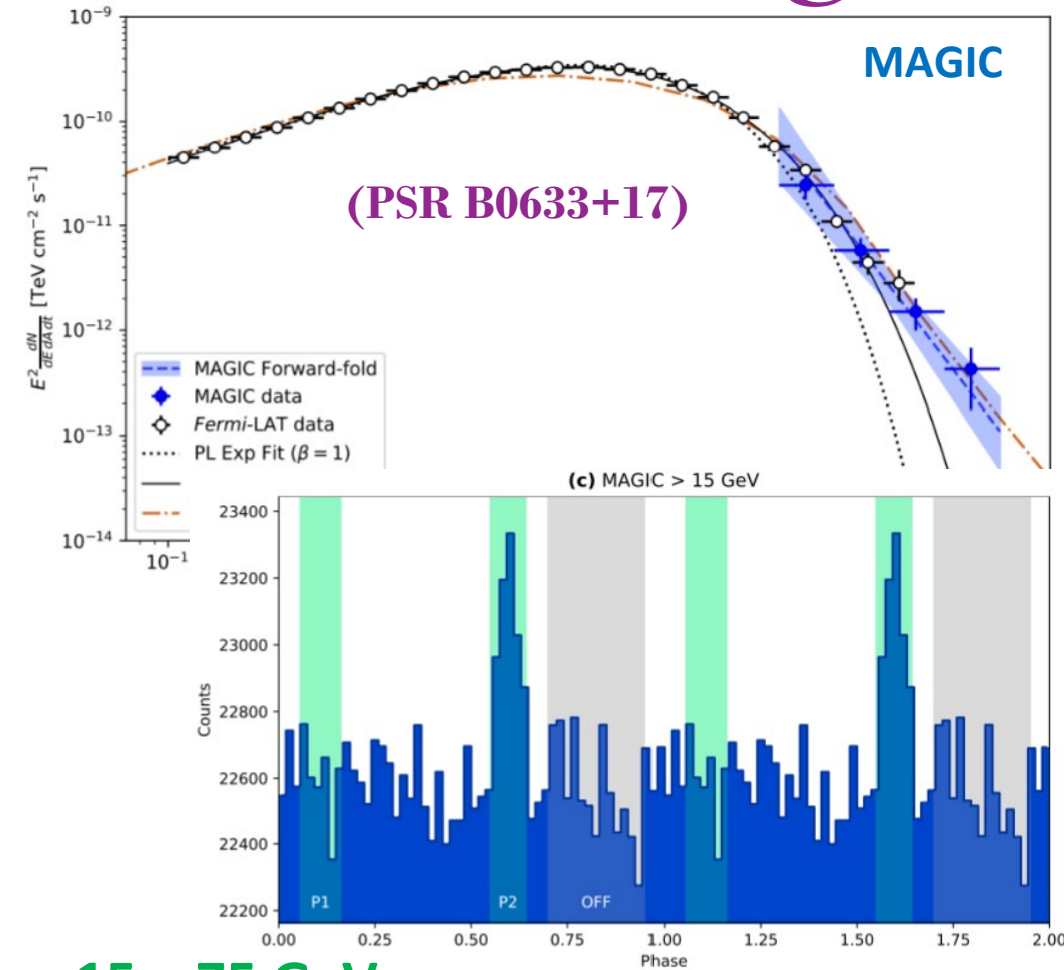 10⁻⁹
MAGIC
10⁻¹⁰
(PSR B0633+17)
10⁻¹¹
E² dN/dE dA dt [TeV cm⁻² s⁻¹]
10⁻¹²
MAGIC Forward-fold
MAGIC data
10⁻¹³
Fermi-LAT data
PL Exp Fit (β = 1)
10⁻¹⁴
10⁻¹
(c) MAGIC > 15 GeV
23400
23200
23000
22800
22600
22400
22200
Counts
P1 P2 OFF
0.00 0.25 0.50 0.75 1.00 1.25 1.50 1.75 2.00
Phase